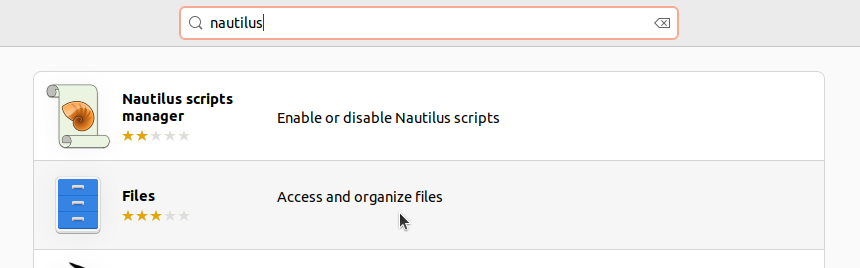 nautilus
Nautilus scripts
manager
Enable or disable Nautilus scripts
Files
Access and organize files